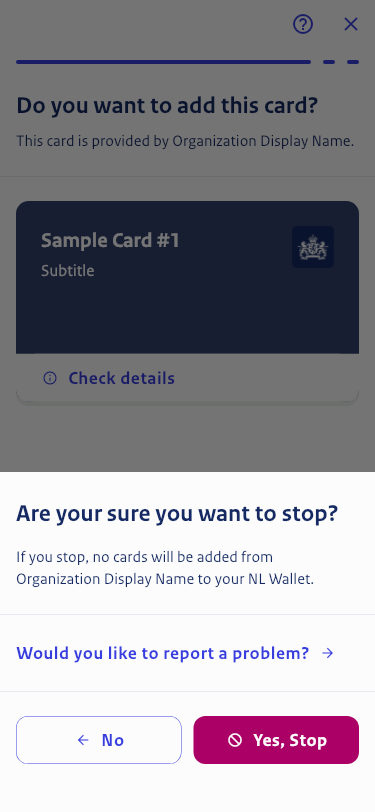 Do you want to add this card?
This card is provided by Organization Display Name.
Sample Card #1
Subtitle
Check details
Are your sure you want to stop?
If you stop, no cards will be added from
Organization Display Name to your NL Wallet.
Would you like to report a problem?
No
Yes, Stop